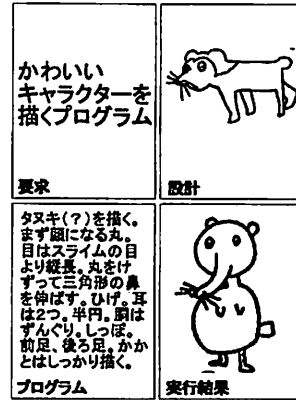 かわいい
キャラクターを
描くプログラム
要求
設計
タヌキ(?)を描く。
まず顔になる丸。
目はスライムの目
より縦長。丸をけ
ずって三角形の鼻
を伸ばす。ひげ。耳
は2つ。半円。胴は
ずんぐり。しっぽ。
前足、後ろ足。かか
とはしっかり描く。
プログラム
実行結果